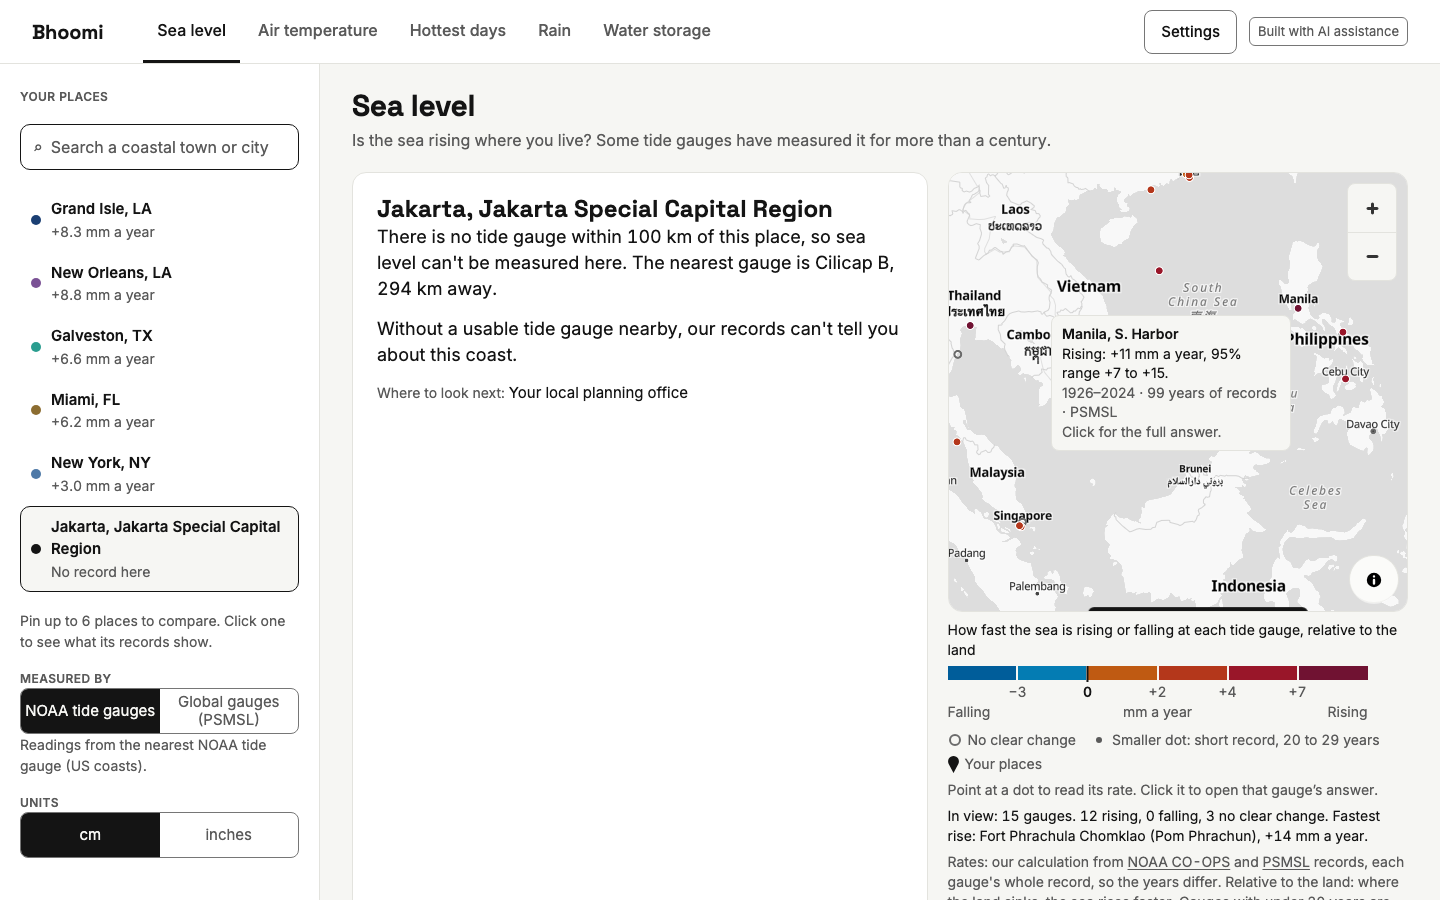 Bhoomi
Sea level
Air temperature
Hottest days
Rain
Water storage
Settings
Built with AI assistance
YOUR PLACES
Search a coastal town or city
Grand Isle, LA
+8.3 mm a year
New Orleans, LA
+8.8 mm a year
Galveston, TX
+6.6 mm a year
Miami, FL
+6.2 mm a year
New York, NY
+3.0 mm a year
Jakarta, Jakarta Special Capital
Region
No record here
Pin up to 6 places to compare. Click one
to see what its records show.
MEASURED BY
NOAA tide gauges
Global gauges
(PSMSL)
Readings from the nearest NOAA tide
gauge (US coasts).
UNITS
cm
inches
Sea level
Is the sea rising where you live? Some tide gauges have measured it for more than a century.
Jakarta, Jakarta Special Capital Region
There is no tide gauge within 100 km of this place, so sea
level can't be measured here. The nearest gauge is Cilicap B,
294 km away.
Without a usable tide gauge nearby, our records can't tell you
about this coast.
Where to look next: Your local planning office
Laos
ປະເທດລາວ
+
−
Vietnam
South
China Sea
Thailand
ประเทศไทย
Manila
Cambo
Philippines
Manila, S. Harbor
Rising: +11 mm a year, 95%
range +7 to +15.
1926–2024 · 99 years of records
· PSMSL
Click for the full answer.
Cebu City
Davao City
Malaysia
Brunei
بروني دارالسلام
Celebes
Sea
Singapore
Padang
Palembang
Indonesia
How fast the sea is rising or falling at each tide gauge, relative to the
land
−3
0
+2
+4
+7
Falling
mm a year
Rising
No clear change
Smaller dot: short record, 20 to 29 years
Your places
Point at a dot to read its rate. Click it to open that gauge’s answer.
In view: 15 gauges. 12 rising, 0 falling, 3 no clear change. Fastest
rise: Fort Phrachula Chomklao (Pom Phrachun), +14 mm a year.
Rates: our calculation from NOAA CO-OPS and PSMSL records, each
gauge's whole record, so the years differ. Relative to the land: where